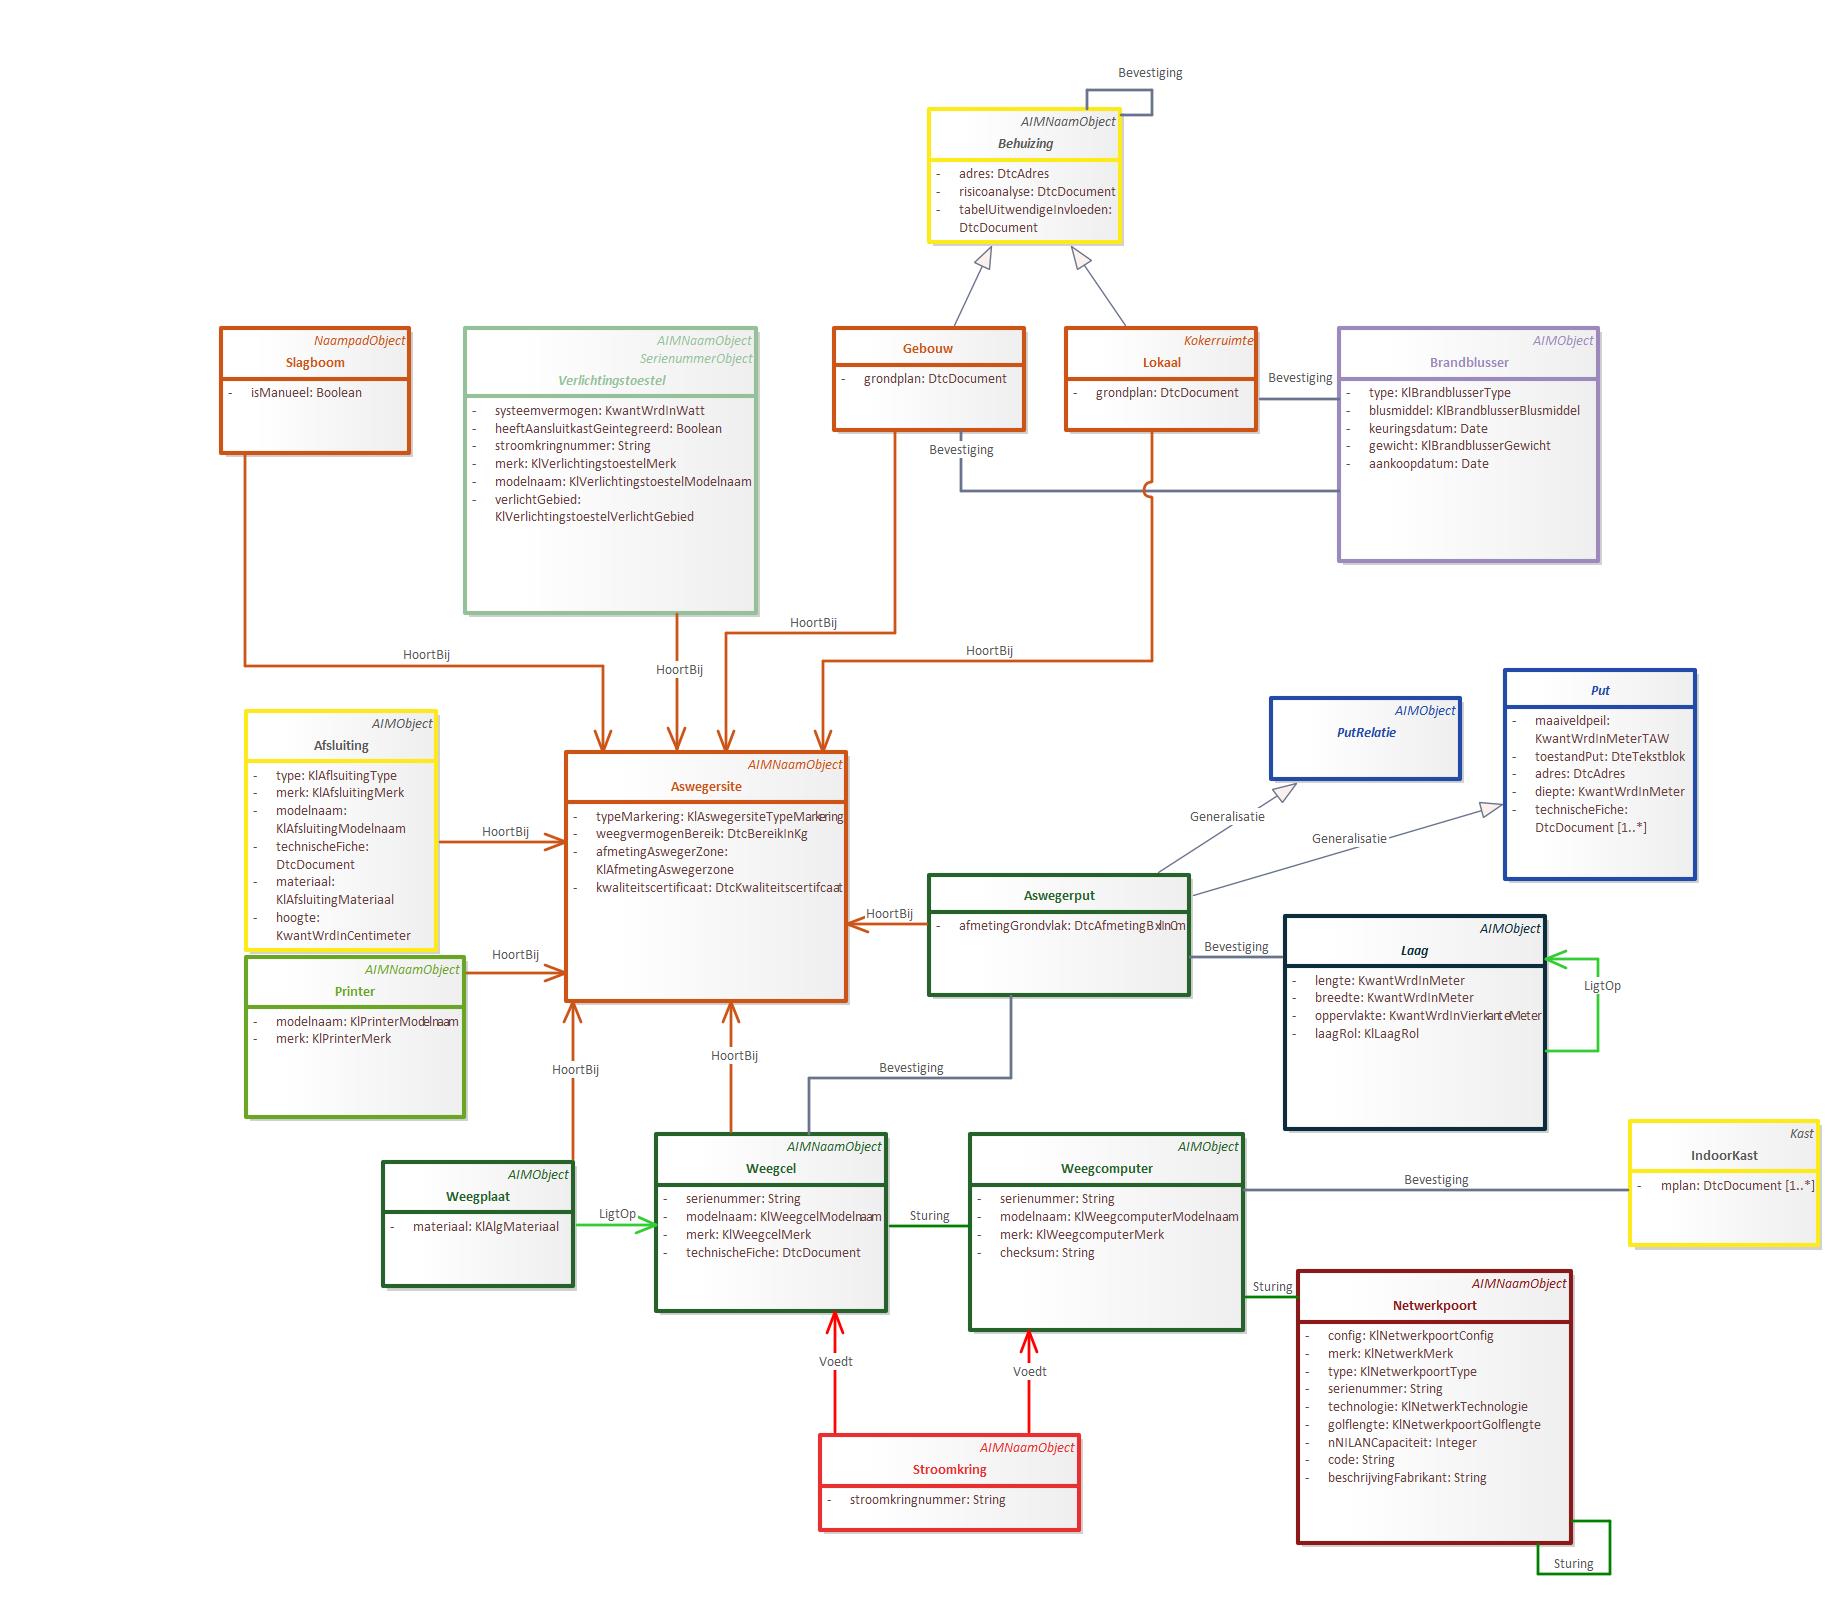 Bevestiging
AIMNaamObject
Behuizing
- adres: DtcAdres
- risicoanalyse: DtcDocument
- tabelUitwendigeInvloeden:
DtcDocument
NaampadObject
Slagboom
- isManueel: Boolean
AIMNaamObject
SerienummerObject
Verlichtingstoestel
- systeemvermogen: KwantWrdInWatt
- heeftAansluitkastGeintegreerd: Boolean
- stroomkringnummer: String
- merk: KlVerlichtingstoestelMerk
- modelnaam: KlVerlichtingstoestelModelnaam
- verlichtGebied:
KlVerlichtingstoestelVerlichtGebied
Gebouw
- grondplan: DtcDocument
Kokerruimte
Lokaal
- grondplan: DtcDocument
Bevestiging
AIMObject
Brandblusser
- type: KlBrandblusserType
- blusmiddel: KlBrandblusserBlusmiddel
- keuringsdatum: Date
- gewicht: KlBrandblusserGewicht
- aankoopdatum: Date
Bevestiging
HoortBij
HoortBij
HoortBij
HoortBij
AIMObject
Afsluiting
- type: KlAflsuitingType
- merk: KlAfsluitingMerk
- modelnaam:
KlAfsluitingModelnaam
- technischeFiche:
DtcDocument
- materiaal:
KlAfsluitingMateriaal
- hoogte:
KwantWrdInCentimeter
HoortBij
AIMNaamObject
Aswegersite
- typeMarkering: KlAswegersiteTypeMarkering
- weegvermogenBereik: DtcBereikInKg
- afmetingAswegerZone:
KlAfmetingAswegerzone
- kwaliteitscertificaat: DtcKwaliteitscertifcaat
AIMObject
PutRelatie
Put
- maaiveldpeil:
KwantWrdInMeterTAW
- toestandPut: DteTekstblok
- adres: DtcAdres
- diepte: KwantWrdInMeter
- technischeFiche:
DtcDocument [1..*]
Generalisatie
Generalisatie
Aswegerput
- afmetingGrondvlak: DtcAfmetingBxlInCm
HoortBij
Bevestiging
AIMObject
Laag
- lengte: KwantWrdInMeter
- breedte: KwantWrdInMeter
- oppervlakte: KwantWrdInVierkanteMeter
- laagRol: KlLaagRol
LigtOp
AIMNaamObject
Printer
- modelnaam: KlPrinterModelnaam
- merk: KlPrinterMerk
HoortBij
HoortBij
HoortBij
Bevestiging
AIMObject
Weegplaat
- materiaal: KlAlgMateriaal
LigtOp
AIMNaamObject
Weegcel
- serienummer: String
- modelnaam: KlWeegcelModelnaam
- merk: KlWeegcelMerk
- technischeFiche: DtcDocument
Sturing
AIMObject
Weegcomputer
- serienummer: String
- modelnaam: KlWeegcomputerModelnaam
- merk: KlWeegcomputerMerk
- checksum: String
Bevestiging
Kast
IndoorKast
- mplan: DtcDocument [1..*]
Sturing
AIMNaamObject
Netwerkpoort
- config: KlNetwerkpoortConfig
- merk: KlNetwerkMerk
- type: KlNetwerkpoortType
- serienummer: String
- technologie: KlNetwerkTechnologie
- golflengte: KlNetwerkpoortGolflengte
- nNILANCapaciteit: Integer
- code: String
- beschrijvingFabrikant: String
Sturing
Voedt
Voedt
AIMNaamObject
Stroomkring
- stroomkringnummer: String